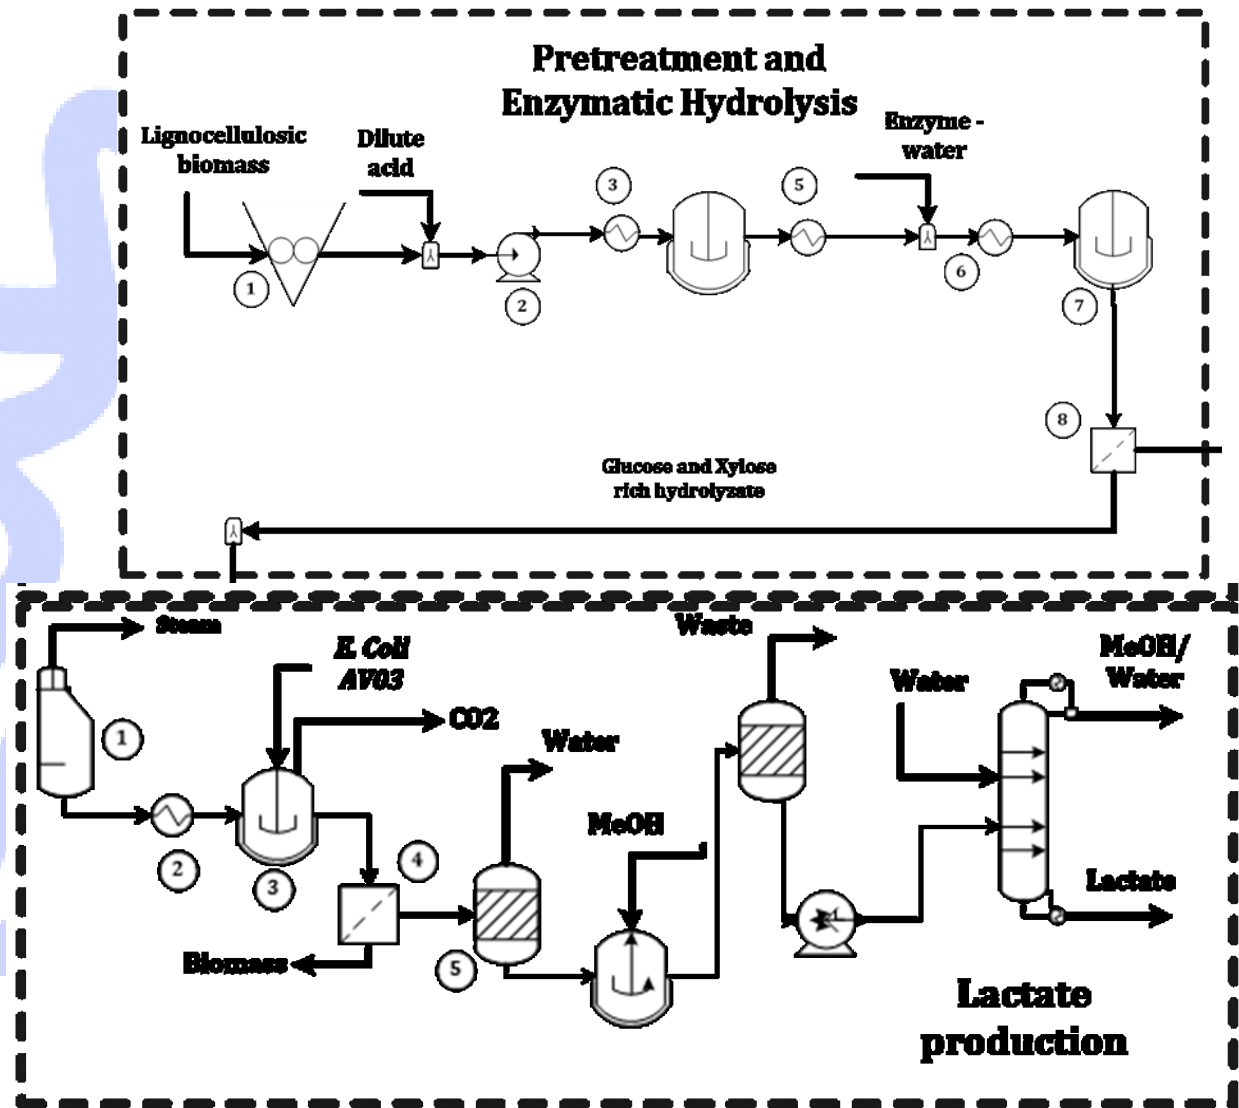 Pretreatment and
Enzymatic Hydrolysis
Lignocellulosic
biomass
Dilute
acid
Enzyme -
water
3
5
1
2
6
7
8
Glucose and Xylose
rich hydrolyzate
Steam
E. Coli
AV03
CO2
Waste
MeOH/
Water
Water
Water
1
MeOH
2
3
4
5
Biomass
Lactate
Lactate
production